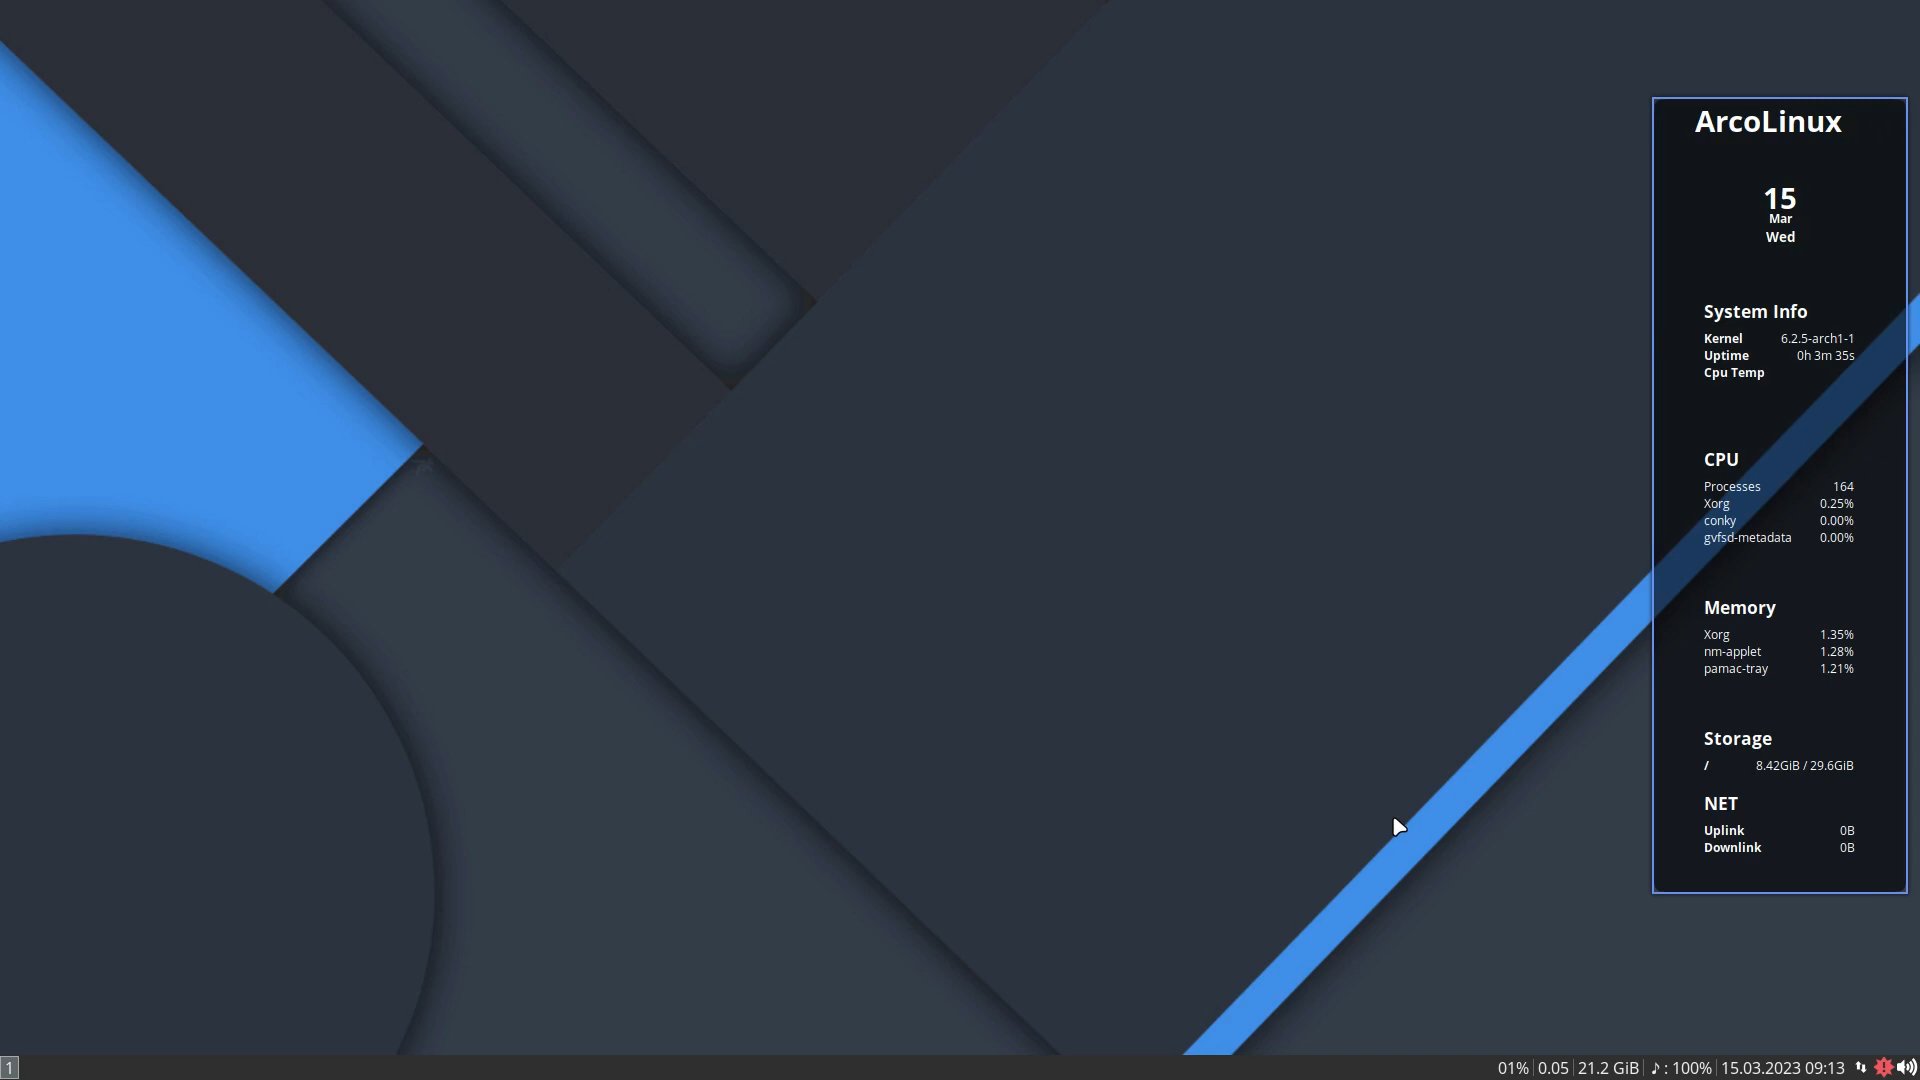 ArcoLinux
15
Mar
Wed
System Info
Kernel 6.2.5-arch1-1
Uptime 0h 3m 35s
Cpu Temp
CPU
Processes 164
Xorg 0.25%
conky 0.00%
gvfsd-metadata 0.00%
Memory
Xorg 1.35%
nm-applet 1.28%
pamac-tray 1.21%
Storage
/ 8.42GiB / 29.6GiB
NET
Uplink 0B
Downlink 0B
1 01% 0.05 21.2 GiB ♪: 100% 15.03.2023 09:13